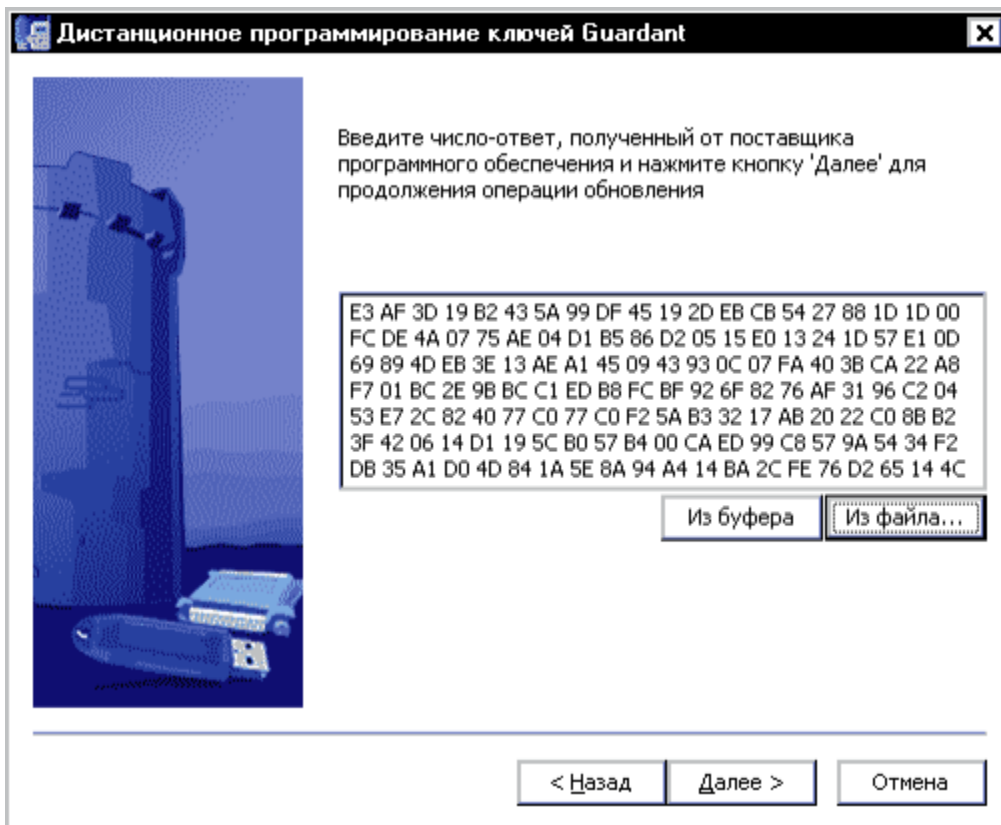 Дистанционное программирование ключей Guardant
Введите число-ответ, полученный от поставщика
программного обеспечения и нажмите кнопку 'Далее' для
продолжения операции обновления
E3 AF 3D 19 B2 43 5A 99 DF 45 19 2D EB CB 54 27 88 1D 1D 00
FC DE 4A 07 75 AE 04 D1 B5 86 D2 05 15 E0 13 24 1D 57 E1 0D
69 89 4D EB 3E 13 AE A1 45 09 43 93 0C 07 FA 40 3B CA 22 A8
F7 01 BC 2E 9B BC C1 ED B8 FC BF 92 6F 82 76 AF 31 96 C2 04
53 E7 2C 82 40 77 C0 77 C0 F2 5A B3 32 17 AB 20 22 C0 8B B2
3F 42 06 14 D1 19 5C B0 57 B4 00 CA ED 99 C8 57 9A 54 34 F2
DB 35 A1 D0 4D 84 1A 5E 8A 94 A4 14 BA 2C FE 76 D2 65 14 4C
Из буфера Из файла...
< Назад Далее > Отмена